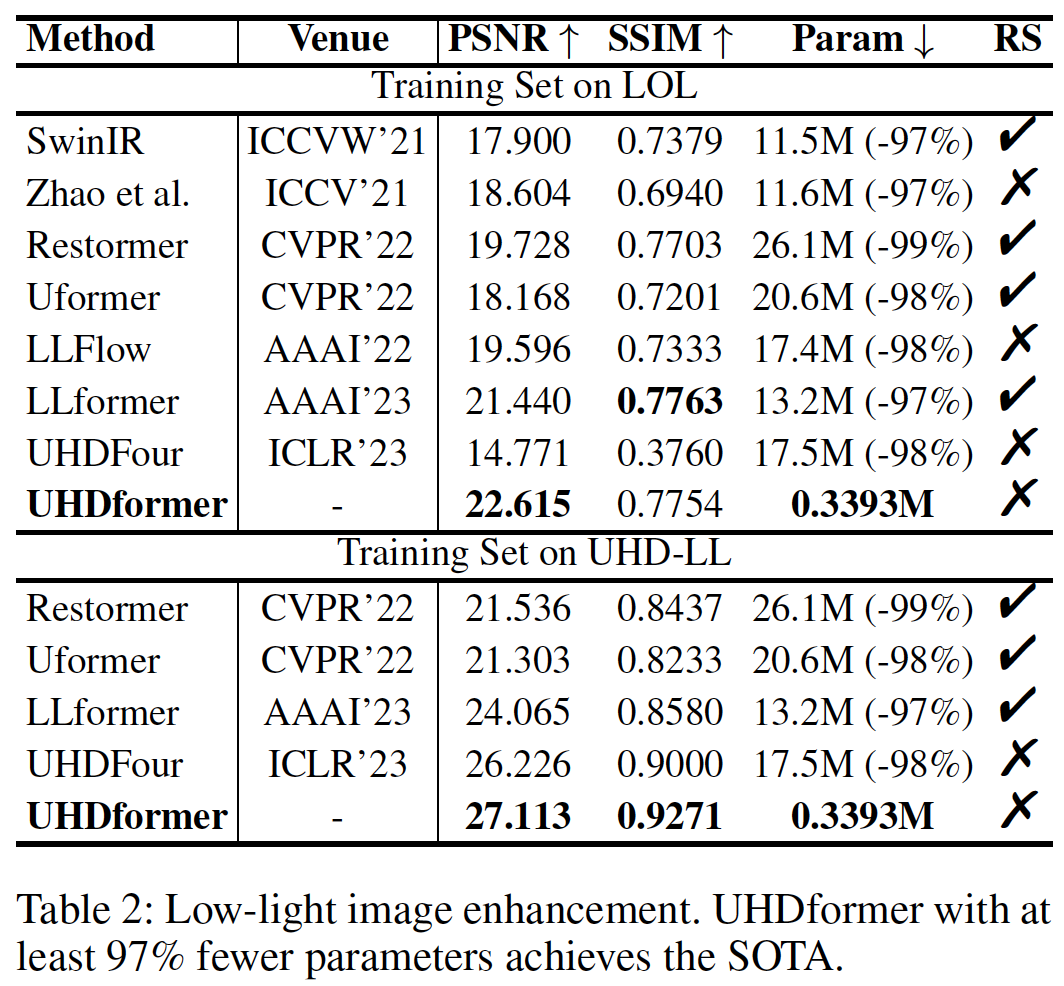 Method Venue PSNR ↑ SSIM ↑ Param ↓ RS
Training Set on LOL
SwinIR ICCVW’21 17.900 0.7379 11.5M (-97%) ✔
Zhao et al. ICCV’21 18.604 0.6940 11.6M (-97%) ✗
Restormer CVPR’22 19.728 0.7703 26.1M (-99%) ✔
Uformer CVPR’22 18.168 0.7201 20.6M (-98%) ✔
LLFlow AAAI’22 19.596 0.7333 17.4M (-98%) ✗
LLformer AAAI’23 21.440 0.7763 13.2M (-97%) ✔
UHDFour ICLR’23 14.771 0.3760 17.5M (-98%) ✗
UHDformer - 22.615 0.7754 0.3393M ✗
Training Set on UHD-LL
Restormer CVPR’22 21.536 0.8437 26.1M (-99%) ✔
Uformer CVPR’22 21.303 0.8233 20.6M (-98%) ✔
LLformer AAAI’23 24.065 0.8580 13.2M (-97%) ✔
UHDFour ICLR’23 26.226 0.9000 17.5M (-98%) ✗
UHDformer - 27.113 0.9271 0.3393M ✗
Table 2: Low-light image enhancement. UHDformer with at
least 97% fewer parameters achieves the SOTA.